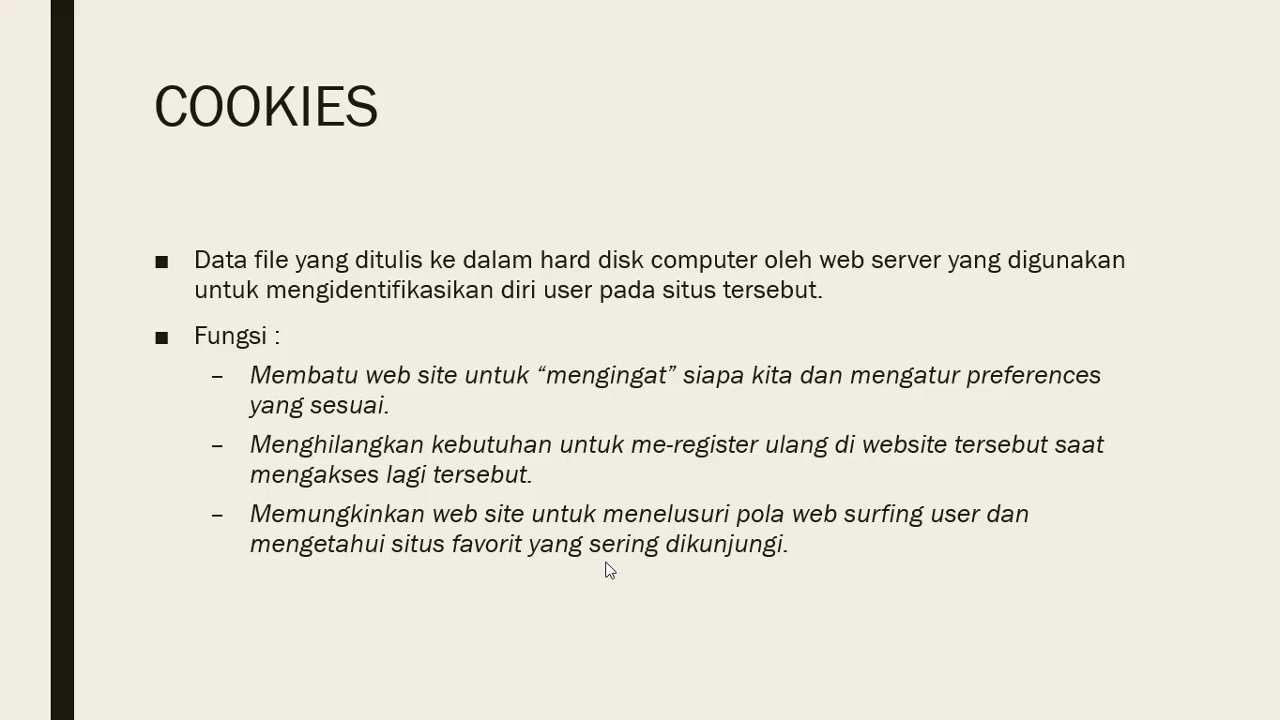 COOKIES
■ Data file yang ditulis ke dalam hard disk computer oleh web server yang digunakan
untuk mengidentifikasikan diri user pada situs tersebut.
■ Fungsi :
– Membatu web site untuk “mengingat” siapa kita dan mengatur preferences
yang sesuai.
– Menghilangkan kebutuhan untuk me-register ulang di website tersebut saat
mengakses lagi tersebut.
– Memungkinkan web site untuk menelusuri pola web surfing user dan
mengetahui situs favorit yang sering dikunjungi.